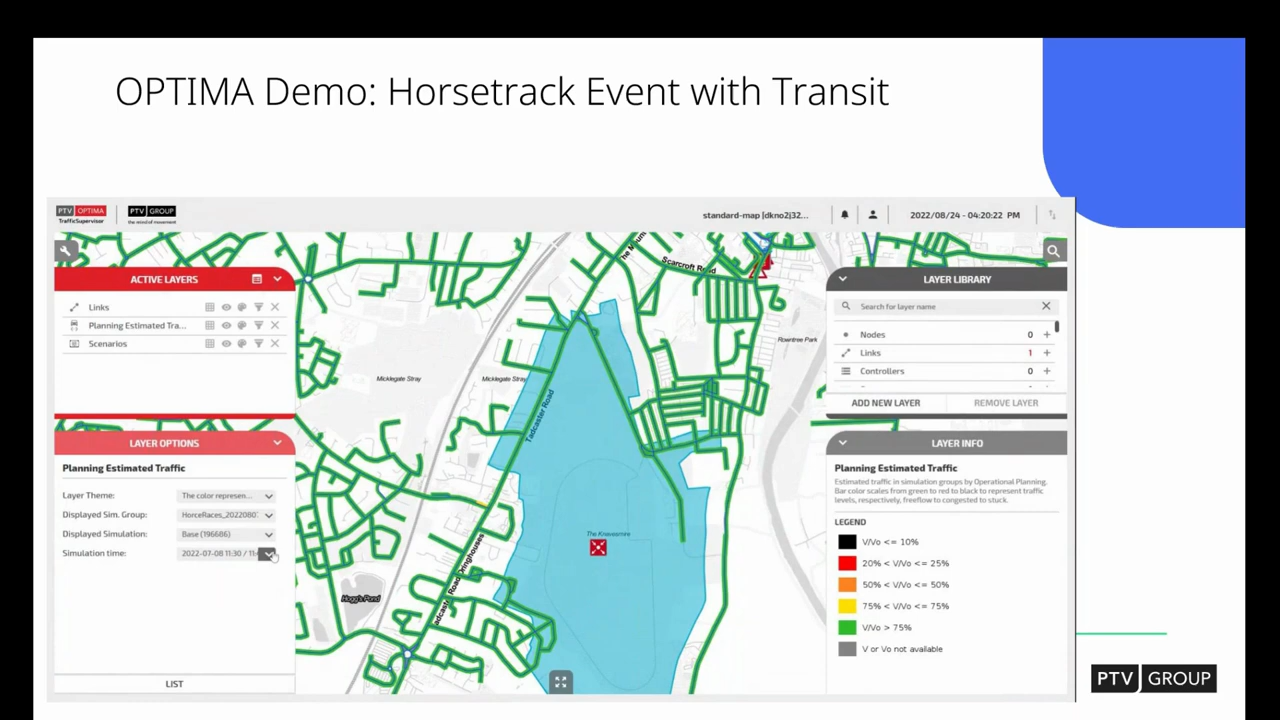 OPTIMA Demo: Horsetrack Event with Transit
PTV OPTIMA
TrafficSupervisor
PTV GROUP
the mind of movement
standard-map |dkno2j32...
2022/08/24 - 04:20:22 PM
ACTIVE LAYERS
Links
Planning Estimated Tra...
Scenarios
LAYER OPTIONS
Planning Estimated Traffic
Layer Theme: The color represen...
Displayed Sim. Group: HorceRaces_2022080
Displayed Simulation: Base (196686)
Simulation time: 2022-07-08 11:30 / 11:
LIST
The Moun
Scarcroft Road
Micklegate Stray
Micklegate Stray
Rowntree Park
Tadcaster Road
The Knavesmire
Tadcaster Road Dringhouses
Hogg's Pond
LAYER LIBRARY
Search for layer name
Nodes 0 +
Links 1 +
Controllers 0 +
ADD NEW LAYER REMOVE LAYER
LAYER INFO
Planning Estimated Traffic
Estimated traffic in simulation groups by Operational Planning.
Bar color scales from green to red to black to represent traffic
levels, respectively, freeflow to congested to stuck.
LEGEND
V/Vo <= 10%
20% < V/Vo <= 25%
50% < V/Vo <= 50%
75% < V/Vo <= 75%
V/Vo > 75%
V or Vo not available
PTV GROUP